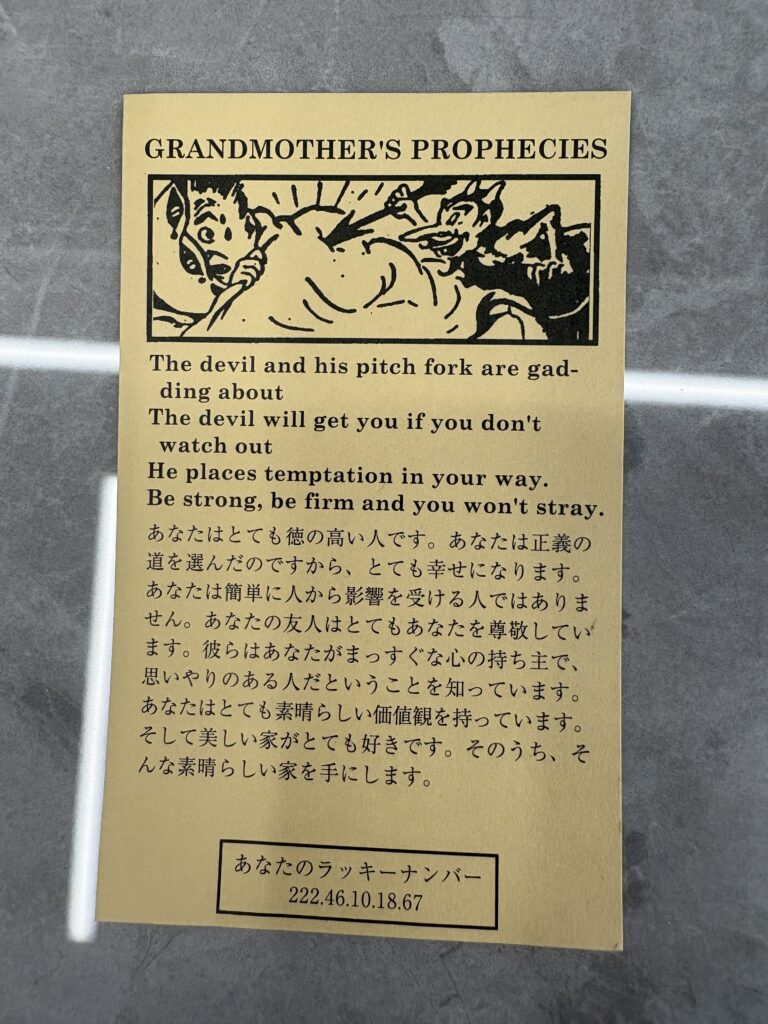 GRANDMOTHER'S PROPHECIES
The devil and his pitch fork are gad-
ding about
The devil will get you if you don't
watch out
He places temptation in your way.
Be strong, be firm and you won't stray.
あなたはとても徳の高い人です。あなたは正義の
道を選んだのですから、とても幸せになります。
あなたは簡単に人から影響を受ける人ではありま
せん。あなたの友人はとてもあなたを尊敬してい
ます。彼らはあなたがまっすぐな心の持ち主で、
思いやりのある人だということを知っています。
あなたはとても素晴らしい価値観を持っています。
そして美しい家がとても好きです。そのうち、そ
んな素晴らしい家を手にします。
あなたのラッキーナンバー
222.46.10.18.67